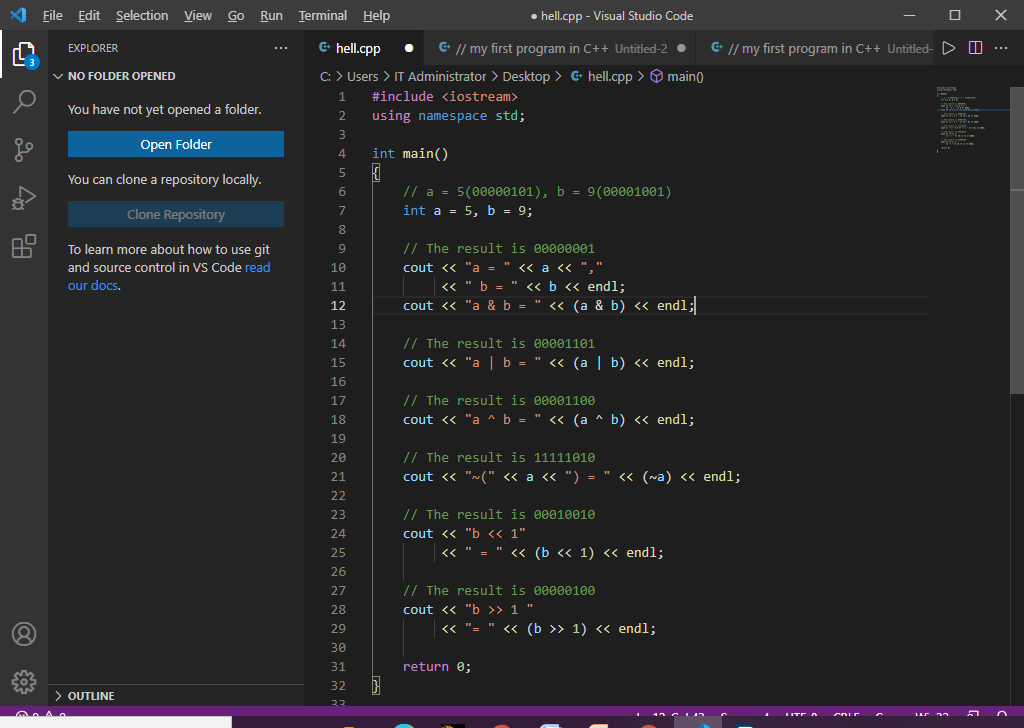 File Edit Selection View Go Run Terminal Help
● hell.cpp - Visual Studio Code
3
EXPLORER
NO FOLDER OPENED
You have not yet opened a folder.
Open Folder
You can clone a repository locally.
Clone Repository
To learn more about how to use git
and source control in VS Code read
our docs.
OUTLINE
hell.cpp ● // my first program in C++ Untitled-2 ● // my first program in C++ Untitled-
C: > Users > IT Administrator > Desktop > hell.cpp > main()
1 #include <iostream>
2 using namespace std;
3
4 int main()
5 {
6 // a = 5(00000101), b = 9(00001001)
7 int a = 5, b = 9;
8
9 // The result is 00000001
10 cout << "a = " << a << ","
11 << " b = " << b << endl;
12 cout << "a & b = " << (a & b) << endl;
13
14 // The result is 00001101
15 cout << "a | b = " << (a | b) << endl;
16
17 // The result is 00001100
18 cout << "a ^ b = " << (a ^ b) << endl;
19
20 // The result is 11111010
21 cout << "~(" << a << ") = " << (~a) << endl;
22
23 // The result is 00010010
24 cout << "b << 1"
25 << " = " << (b << 1) << endl;
26
27 // The result is 00000100
28 cout << "b >> 1 "
29 << "= " << (b >> 1) << endl;
30
31 return 0;
32 }
33